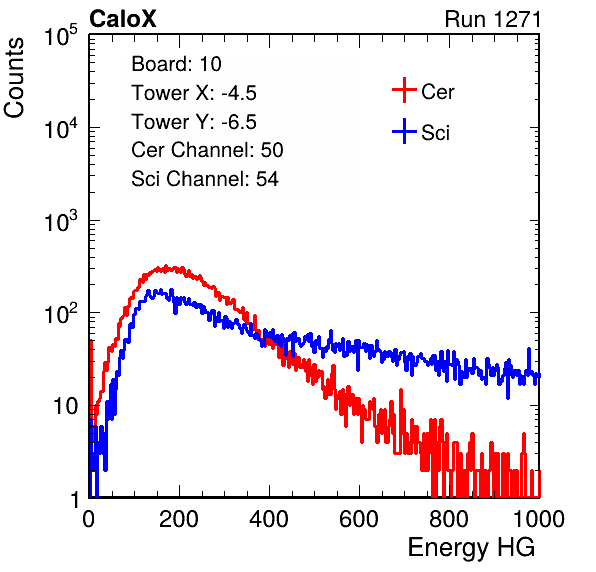 CaloX Run 1271
Counts
Board: 10
Tower X: -4.5
Tower Y: -6.5
Cer Channel: 50
Sci Channel: 54
Cer
Sci
10^5
10^4
10^3
10^2
10
1
0 200 400 600 800 1000
Energy HG